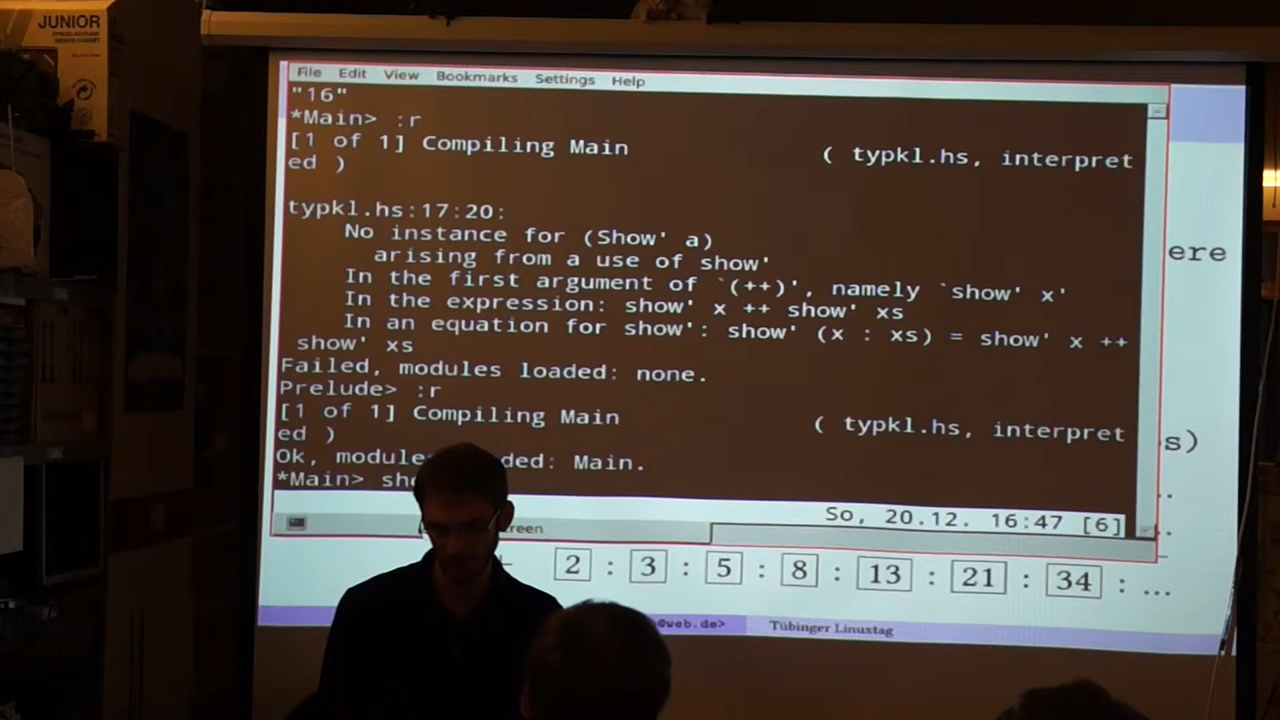 JUNIOR
File Edit View Bookmarks Settings Help
"16"
*Main> :r
[1 of 1] Compiling Main ( typkl.hs, interpret
ed )
typkl.hs:17:20:
No instance for (Show' a)
arising from a use of show'
In the first argument of `(++)', namely `show' x'
In the expression: show' x ++ show' xs
In an equation for show': show' (x : xs) = show' x ++
show' xs
Failed, modules loaded: none.
Prelude> :r
[1 of 1] Compiling Main ( typkl.hs, interpret
ed )
Ok, module ded: Main.
*Main> sho
So, 20.12. 16:47 [6]
reen
ere
s)
2 : 3 : 5 : 8 : 13 : 21 : 34 : ...
@web.de> Tübinger Linuxtag